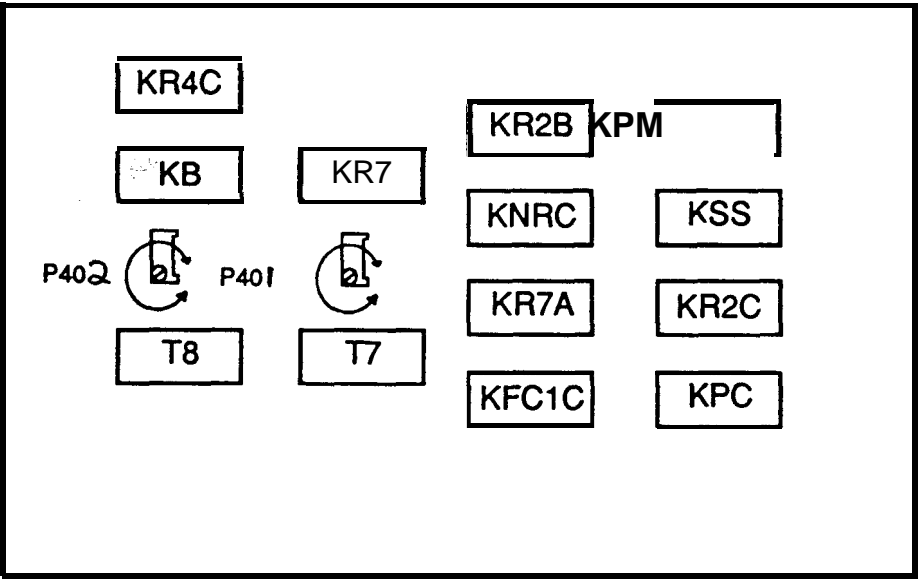 KR4C
KR2B KPM
KB KR7
KNRC KSS
P402 P401
KR7A KR2C
T8 T7
KFC1C KPC